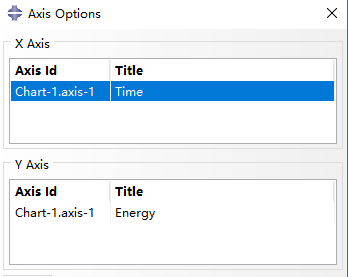 Axis Options
X Axis
Axis Id Title
Chart-1.axis-1 Time
Y Axis
Axis Id Title
Chart-1.axis-1 Energy